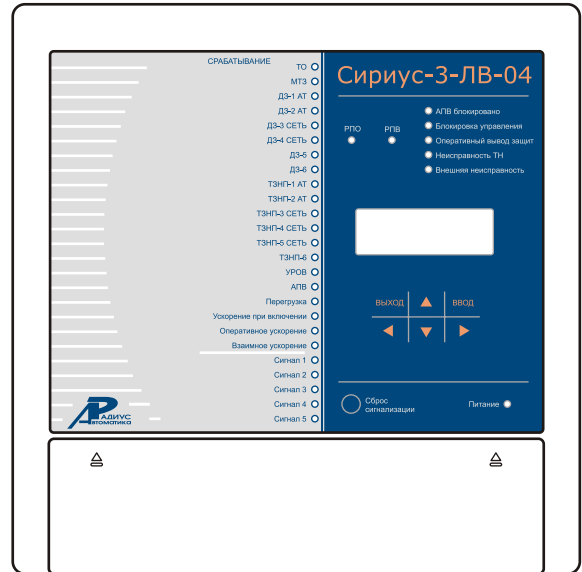 СРАБАТЫВАНИЕ
ТО
МТЗ
ДЗ-1 АТ
ДЗ-2 АТ
ДЗ-3 СЕТЬ
ДЗ-4 СЕТЬ
ДЗ-5
ДЗ-6
ТЗНП-1 АТ
ТЗНП-2 АТ
ТЗНП-3 СЕТЬ
ТЗНП-4 СЕТЬ
ТЗНП-5 СЕТЬ
ТЗНП-6
УРОВ
АПВ
Перегрузка
Ускорение при включении
Оперативное ускорение
Взаимное ускорение
Сигнал 1
Сигнал 2
Сигнал 3
Сигнал 4
Сигнал 5
РАДИУС
Автоматика
Сириус-3-ЛВ-04
АПВ блокировано
Блокировка управления
Оперативный вывод защит
Неисправность ТН
Внешняя неисправность
РПО РПВ
ВЫХОД ВВОД
Сброс
сигнализации
Питание